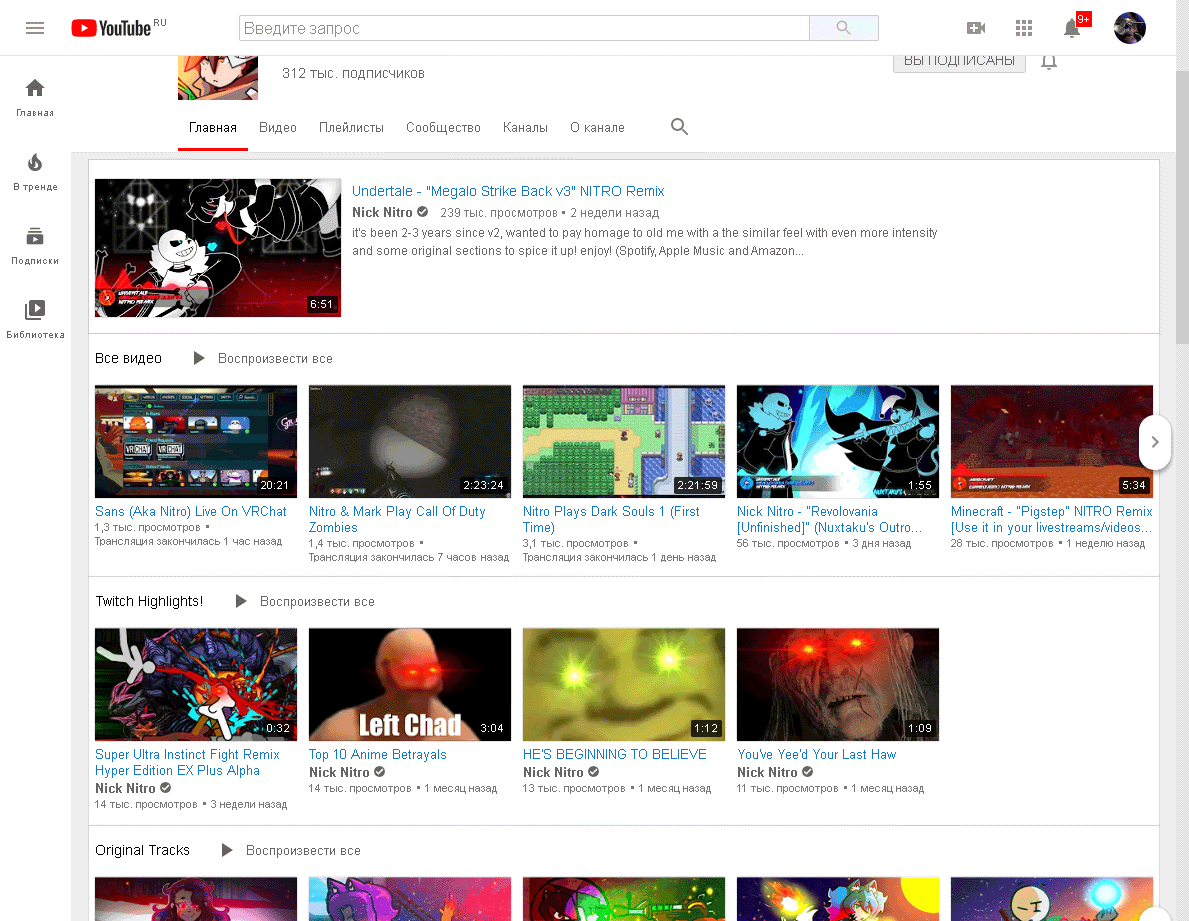 YouTube RU
Введите запрос
9+
312 тыс. подписчиков
ВЫ ПОДПИСАНЫ
Главная
В тренде
Подписки
Библиотека
Главная Видео Плейлисты Сообщество Каналы О канале
6:51
Undertale - "Megalo Strike Back v3" NITRO Remix
Nick Nitro 239 тыс. просмотров • 2 недели назад
it's been 2-3 years since v2, wanted to pay homage to old me with a the similar feel with even more intensity
and some original sections to spice it up! enjoy! (Spotify, Apple Music and Amazon...
Все видео Воспроизвести все
20:21
Sans (Aka Nitro) Live On VRChat
1,3 тыс. просмотров •
Трансляция закончилась 1 час назад
2:23:24
Nitro & Mark Play Call Of Duty
Zombies
1,4 тыс. просмотров •
Трансляция закончилась 7 часов назад
2:21:59
Nitro Plays Dark Souls 1 (First
Time)
3,1 тыс. просмотров •
Трансляция закончилась 1 день назад
1:55
Nick Nitro - "Revolovania
[Unfinished]" (Nuxtaku's Outro...
56 тыс. просмотров • 3 дня назад
5:34
Minecraft - "Pigstep" NITRO Remix
[Use it in your livestreams/videos...
28 тыс. просмотров • 1 неделю назад
Twitch Highlights! Воспроизвести все
0:32
Super Ultra Instinct Fight Remix
Hyper Edition EX Plus Alpha
Nick Nitro
14 тыс. просмотров • 3 недели назад
Left Chad
3:04
Top 10 Anime Betrayals
Nick Nitro
14 тыс. просмотров • 1 месяц назад
1:12
HE'S BEGINNING TO BELIEVE
Nick Nitro
13 тыс. просмотров • 1 месяц назад
1:09
You've Yee'd Your Last Haw
Nick Nitro
11 тыс. просмотров • 1 месяц назад
Original Tracks Воспроизвести все